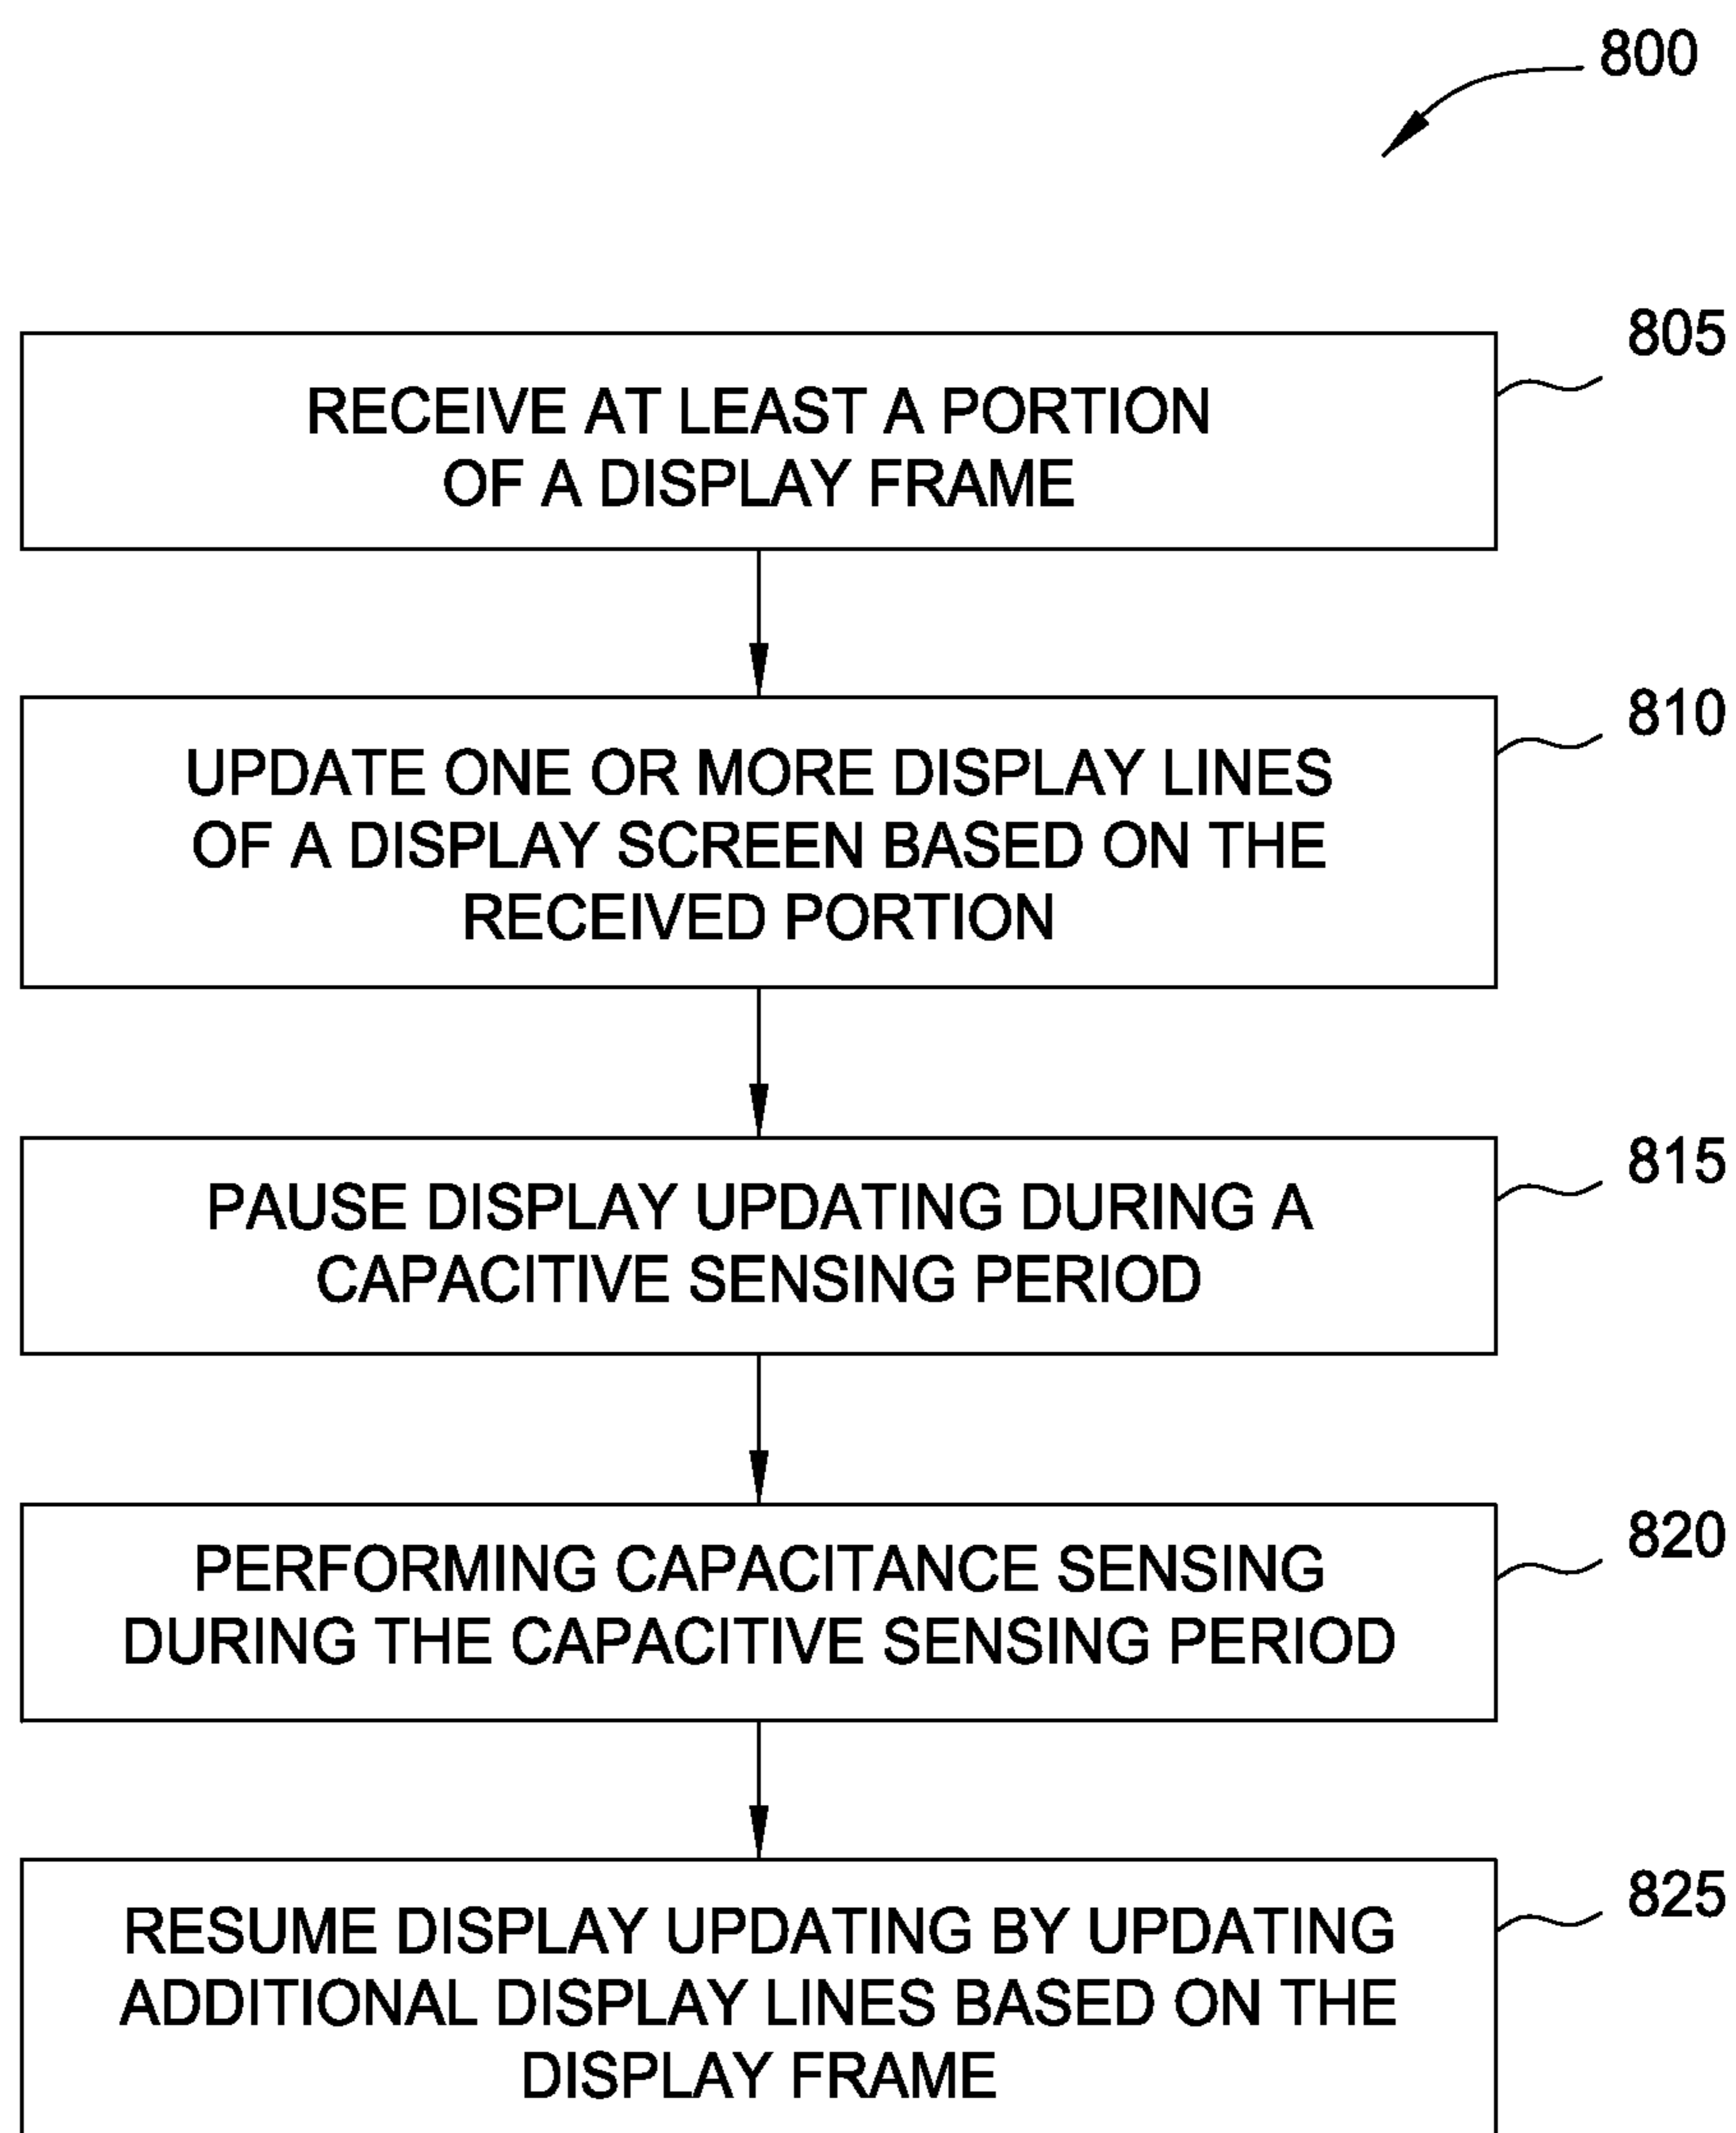 800
805
RECEIVE AT LEAST A PORTION
OF A DISPLAY FRAME
810
UPDATE ONE OR MORE DISPLAY LINES
OF A DISPLAY SCREEN BASED ON THE
RECEIVED PORTION
815
PAUSE DISPLAY UPDATING DURING A
CAPACITIVE SENSING PERIOD
820
PERFORMING CAPACITANCE SENSING
DURING THE CAPACITIVE SENSING PERIOD
825
RESUME DISPLAY UPDATING BY UPDATING
ADDITIONAL DISPLAY LINES BASED ON THE
DISPLAY FRAME